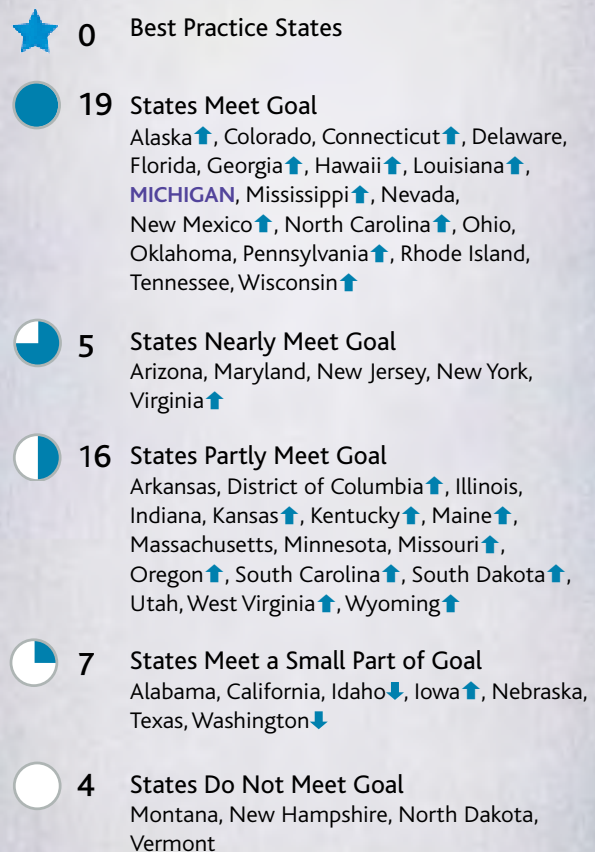 0 Best Practice States
19 States Meet Goal
Alaska⬆, Colorado, Connecticut⬆, Delaware,
Florida, Georgia⬆, Hawaii⬆, Louisiana⬆,
MICHIGAN, Mississippi⬆, Nevada,
New Mexico⬆, North Carolina⬆, Ohio,
Oklahoma, Pennsylvania⬆, Rhode Island,
Tennessee, Wisconsin⬆
5 States Nearly Meet Goal
Arizona, Maryland, New Jersey, New York,
Virginia⬆
16 States Partly Meet Goal
Arkansas, District of Columbia⬆, Illinois,
Indiana, Kansas⬆, Kentucky⬆, Maine⬆,
Massachusetts, Minnesota, Missouri⬆,
Oregon⬆, South Carolina⬆, South Dakota⬆,
Utah, West Virginia⬆, Wyoming⬆
7 States Meet a Small Part of Goal
Alabama, California, Idaho⬇, Iowa⬆, Nebraska,
Texas, Washington⬇
4 States Do Not Meet Goal
Montana, New Hampshire, North Dakota,
Vermont